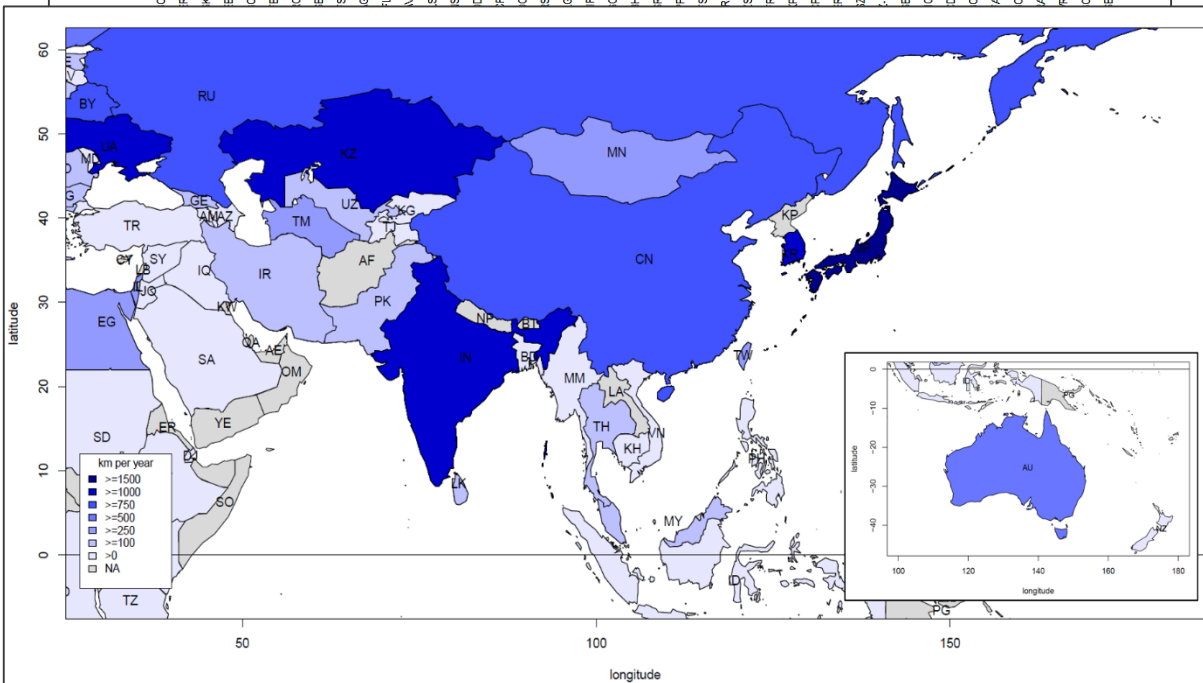 60
50
40
30
20
10
0
latitude
50
100
150
longitude
RU
BY
UA
MD
KZ
MN
GE
AM
AZ
UZ
KG
TR
TM
TJ
KP
KR
CN
CY
LB
SY
IQ
IR
AF
IL
JO
PK
KW
NP
BT
EG
QA
AE
SA
OM
IN
BD
MM
TW
LA
ER
YE
TH
VN
SD
DJ
KH
PH
LK
SO
MY
ID
TZ
PG
km per year
>=1500
>=1000
>=750
>=500
>=250
>=100
>0
NA
0
-10
-20
-30
-40
latitude
ID
PG
AU
NZ
100
120
140
160
180
longitude